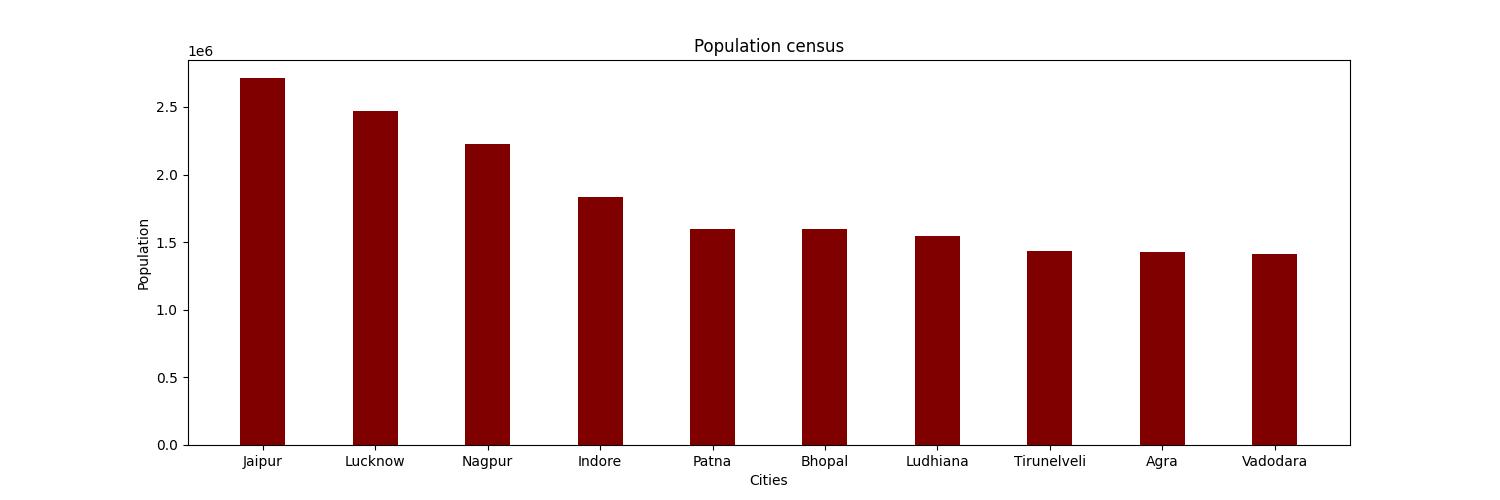 Population census
1e6
2.5
2.0
1.5
1.0
0.5
0.0
Population
Jaipur Lucknow Nagpur Indore Patna Bhopal Ludhiana Tirunelveli Agra Vadodara
Cities